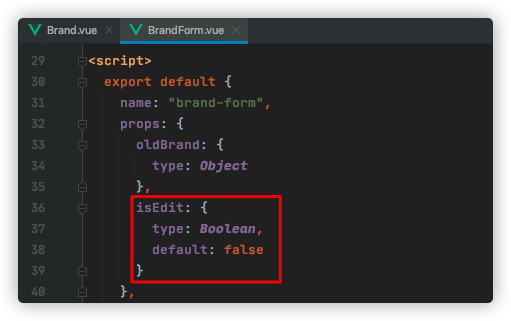 Brand.vue × BrandForm.vue ×
29 <script>
30 export default {
31 name: "brand-form",
32 props: {
33 oldBrand: {
34 type: Object
35 },
36 isEdit: {
37 type: Boolean,
38 default: false
39 }
40 },